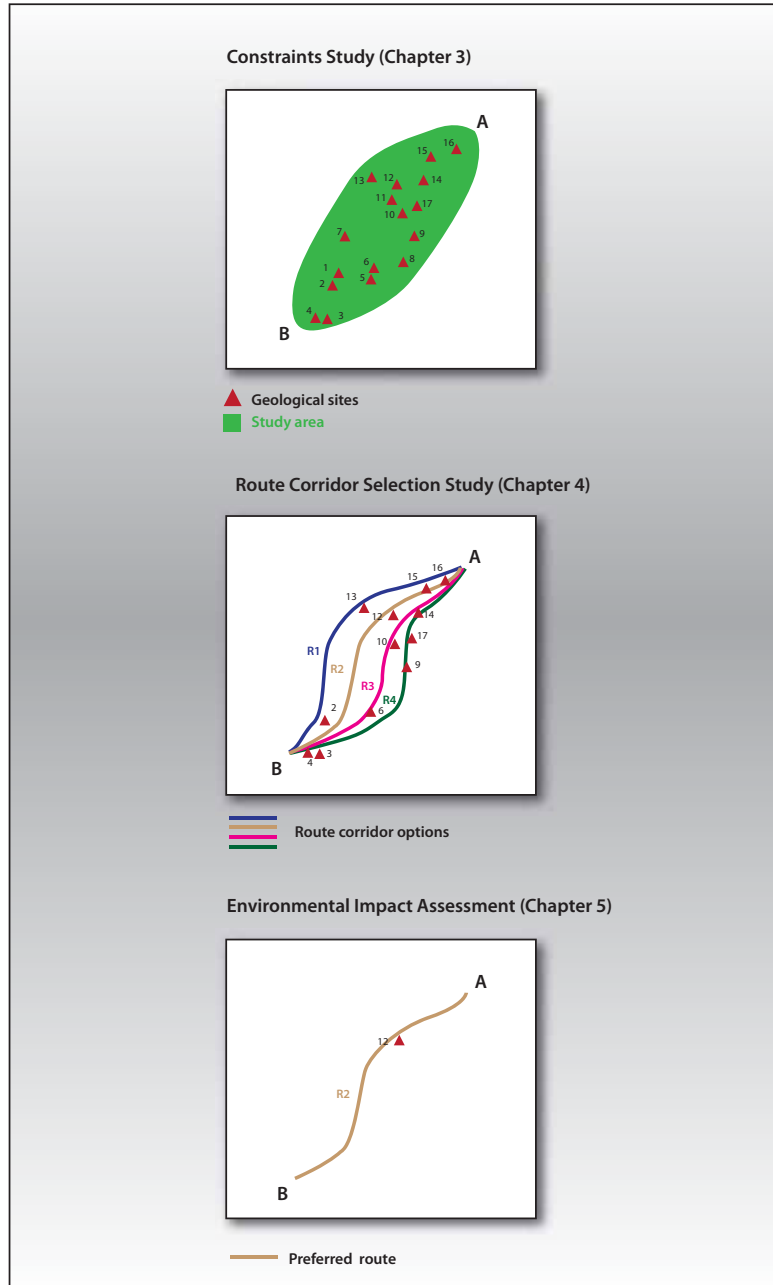 Constraints Study (Chapter 3)
A
16
15
13
12
14
11
17
10
7
9
6
8
1
5
2
4
3
B
Geological sites
Study area
Route Corridor Selection Study (Chapter 4)
A
16
15
13
12
14
17
10
R1
R2
9
R3
R4
2
6
3
4
B
Route corridor options
Environmental Impact Assessment (Chapter 5)
A
12
R2
B
Preferred route